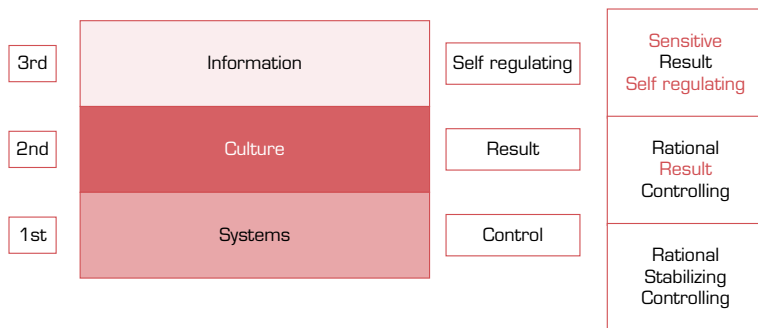 3rd
Information
Self regulating
Sensitive
Result
Self regulating
2nd
Culture
Result
Rational
Result
Controlling
1st
Systems
Control
Rational
Stabilizing
Controlling